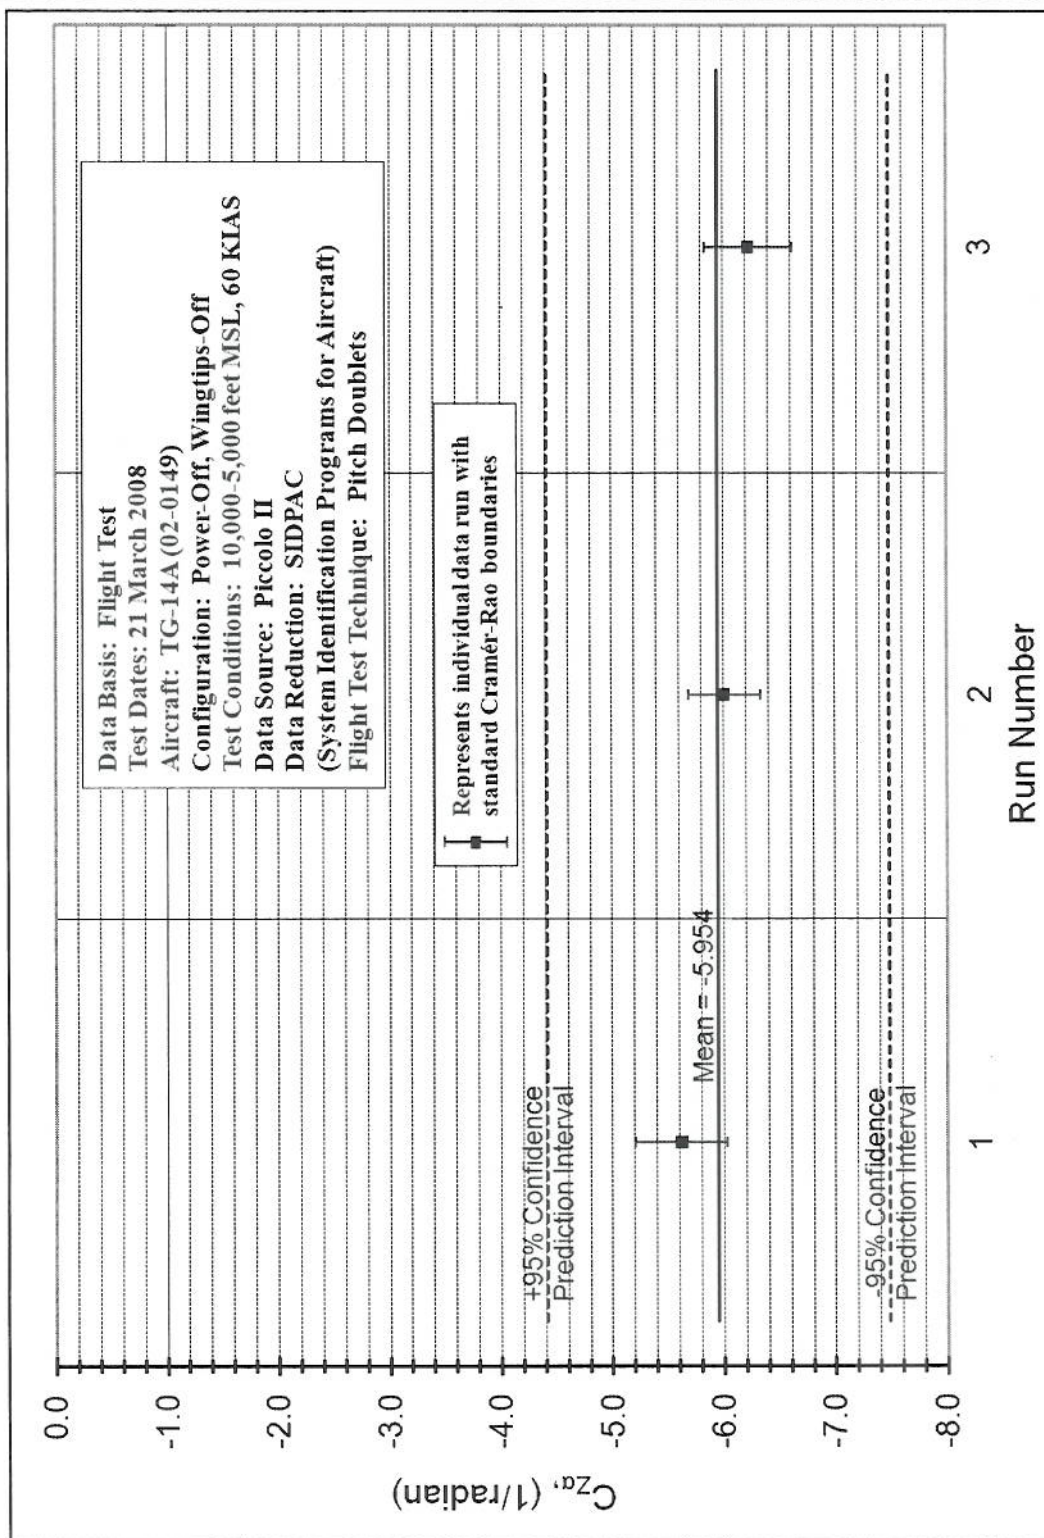 Data Basis: Flight Test
Test Dates: 21 March 2008
Aircraft: TG-14A (02-0149)
Configuration: Power-Off, Wingtips-Off
Test Conditions: 10,000-5,000 feet MSL, 60 KIAS
Data Source: Piccolo II
Data Reduction: SIDPAC
(System Identification Programs for Aircraft)
Flight Test Technique: Pitch Doublets
Represents individual data run with
standard Cramér-Rao boundaries
+95% Confidence
Prediction Interval
Mean = -5.954
-95% Confidence
Prediction Interval
0.0
-1.0
-2.0
-3.0
-4.0
-5.0
-6.0
-7.0
-8.0
CZα, (1/radian)
1
2
3
Run Number